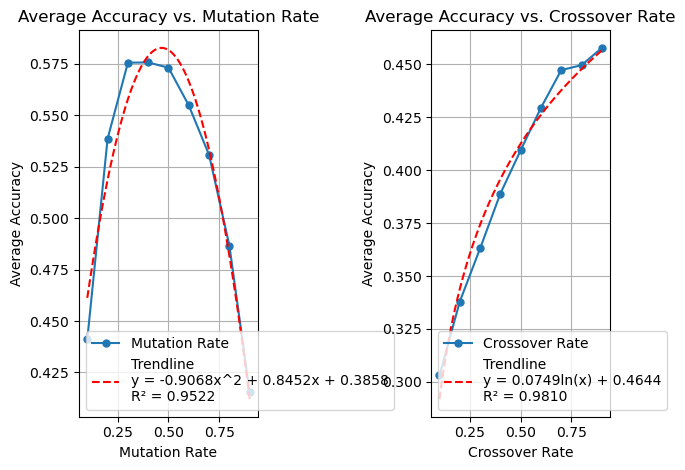 Average Accuracy vs. Mutation Rate
Average Accuracy
0.575
0.550
0.525
0.500
0.475
0.450
0.425
0.25 0.50 0.75
Mutation Rate
Mutation Rate
Trendline
y = -0.9068x^2 + 0.8452x + 0.3858
R² = 0.9522
Average Accuracy vs. Crossover Rate
Average Accuracy
0.450
0.425
0.400
0.375
0.350
0.325
0.300
0.25 0.75
Crossover Rate
Crossover Rate
Trendline
y = 0.0749ln(x) + 0.4644
R² = 0.9810